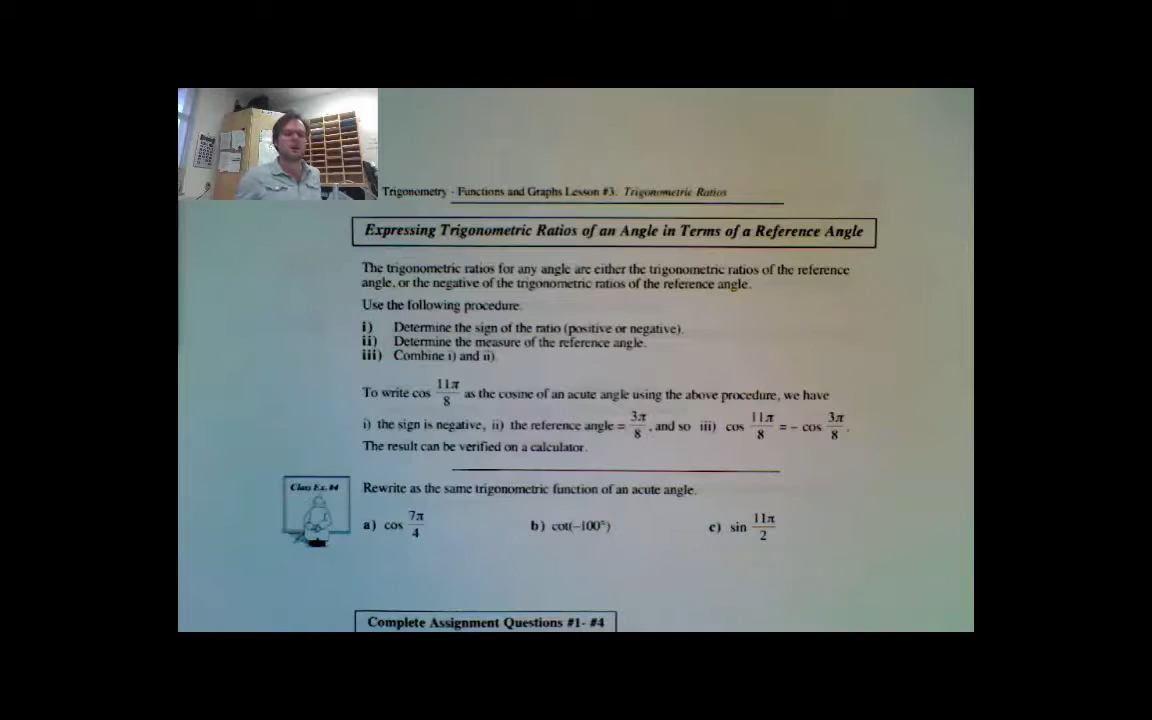 Trigonometry - Functions and Graphs Lesson #3: Trigonometric Ratios
Expressing Trigonometric Ratios of an Angle in Terms of a Reference Angle
The trigonometric ratios for any angle are either the trigonometric ratios of the reference
angle, or the negative of the trigonometric ratios of the reference angle.
Use the following procedure.
i) Determine the sign of the ratio (positive or negative).
ii) Determine the measure of the reference angle.
iii) Combine i) and ii).
To write cos 11π/8 as the cosine of an acute angle using the above procedure, we have
i) the sign is negative, ii) the reference angle = 3π/8, and so iii) cos 11π/8 = - cos 3π/8.
The result can be verified on a calculator.
Class Ex. #4
Rewrite as the same trigonometric function of an acute angle.
a) cos 7π/4 b) cot(-100°) c) sin 11π/2
Complete Assignment Questions #1- #4